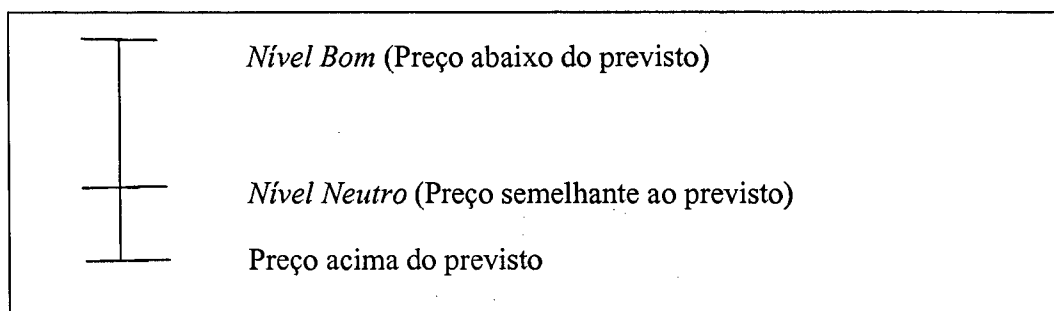 Nível Bom (Preço abaixo do previsto)
Nível Neutro (Preço semelhante ao previsto)
Preço acima do previsto